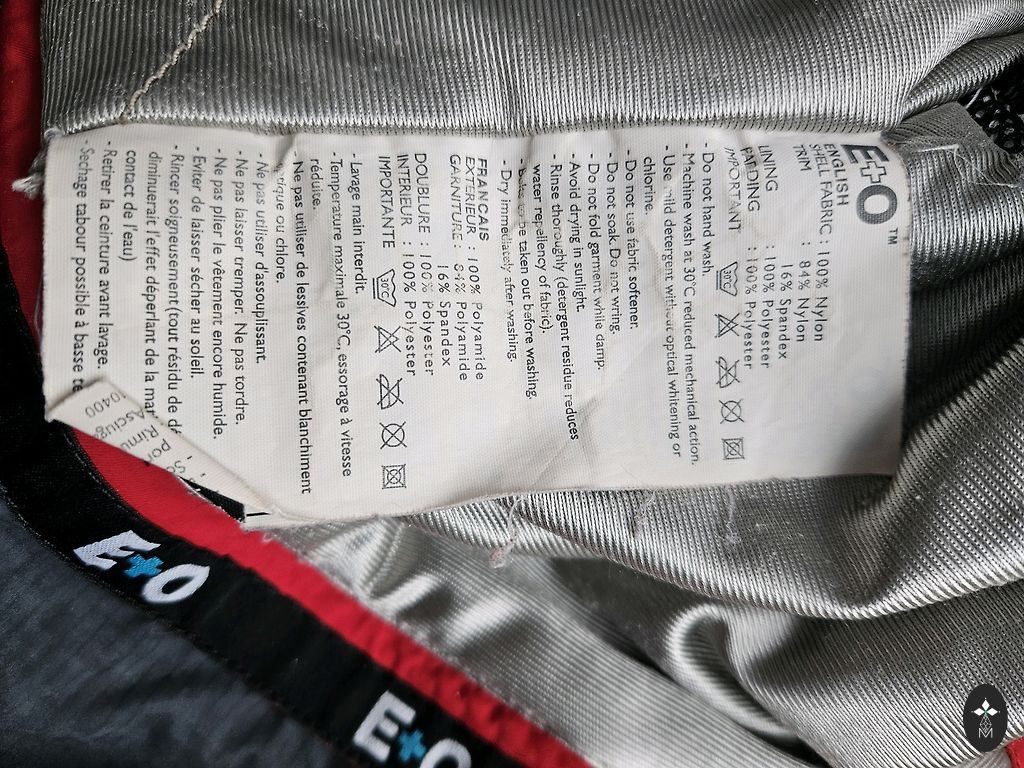 E+O™
ENGLISH
SHELL FABRIC : 100% Nylon
TRIM : 84% Nylon
16% Spandex
LINING : 100% Polyester
PADDING : 100% Polyester
IMPORTANT
- Do not hand wash.
- Machine wash at 30°C reduced mechanical action.
- Use mild detergent without optical whitening or
chlorine.
- Do not use fabric softener.
- Do not soak. Do not wring.
- Do not fold garment while damp.
- Avoid drying in sunlight.
- Rinse thoroughly (detergent residue reduces
water repellency of fabric).
- to be taken out before washing.
- Dry immediately after washing.
FRANCAIS
EXTERIEUR : 100% Polyamide
GARNITURE : 84% Polyamide
16% Spandex
DOUBLURE : 100% Polyester
INTERIEUR : 100% Polyester
IMPORTANTE 30°C
- Lavage main interdit.
- Temperature maximale 30°C, essorage à vitesse
réduise.
- Ne pas utiliser de lessives contenant blanchiment
optique ou chlore.
- Ne pas utiliser d'assouplissant.
- Ne pas laisser tremper. Ne pas tordre.
- Ne pas plier le vêtement encore humide.
- Eviter de laisser sécher au soleil.
- Rincer soigneusement (tout résidu de
diminuerait l'effet déperlant de la
contact de l'eau)
- Retirer la ceinture avant lavage.
- Sechage tabour possible à basse
10400
E+O
E+O
M